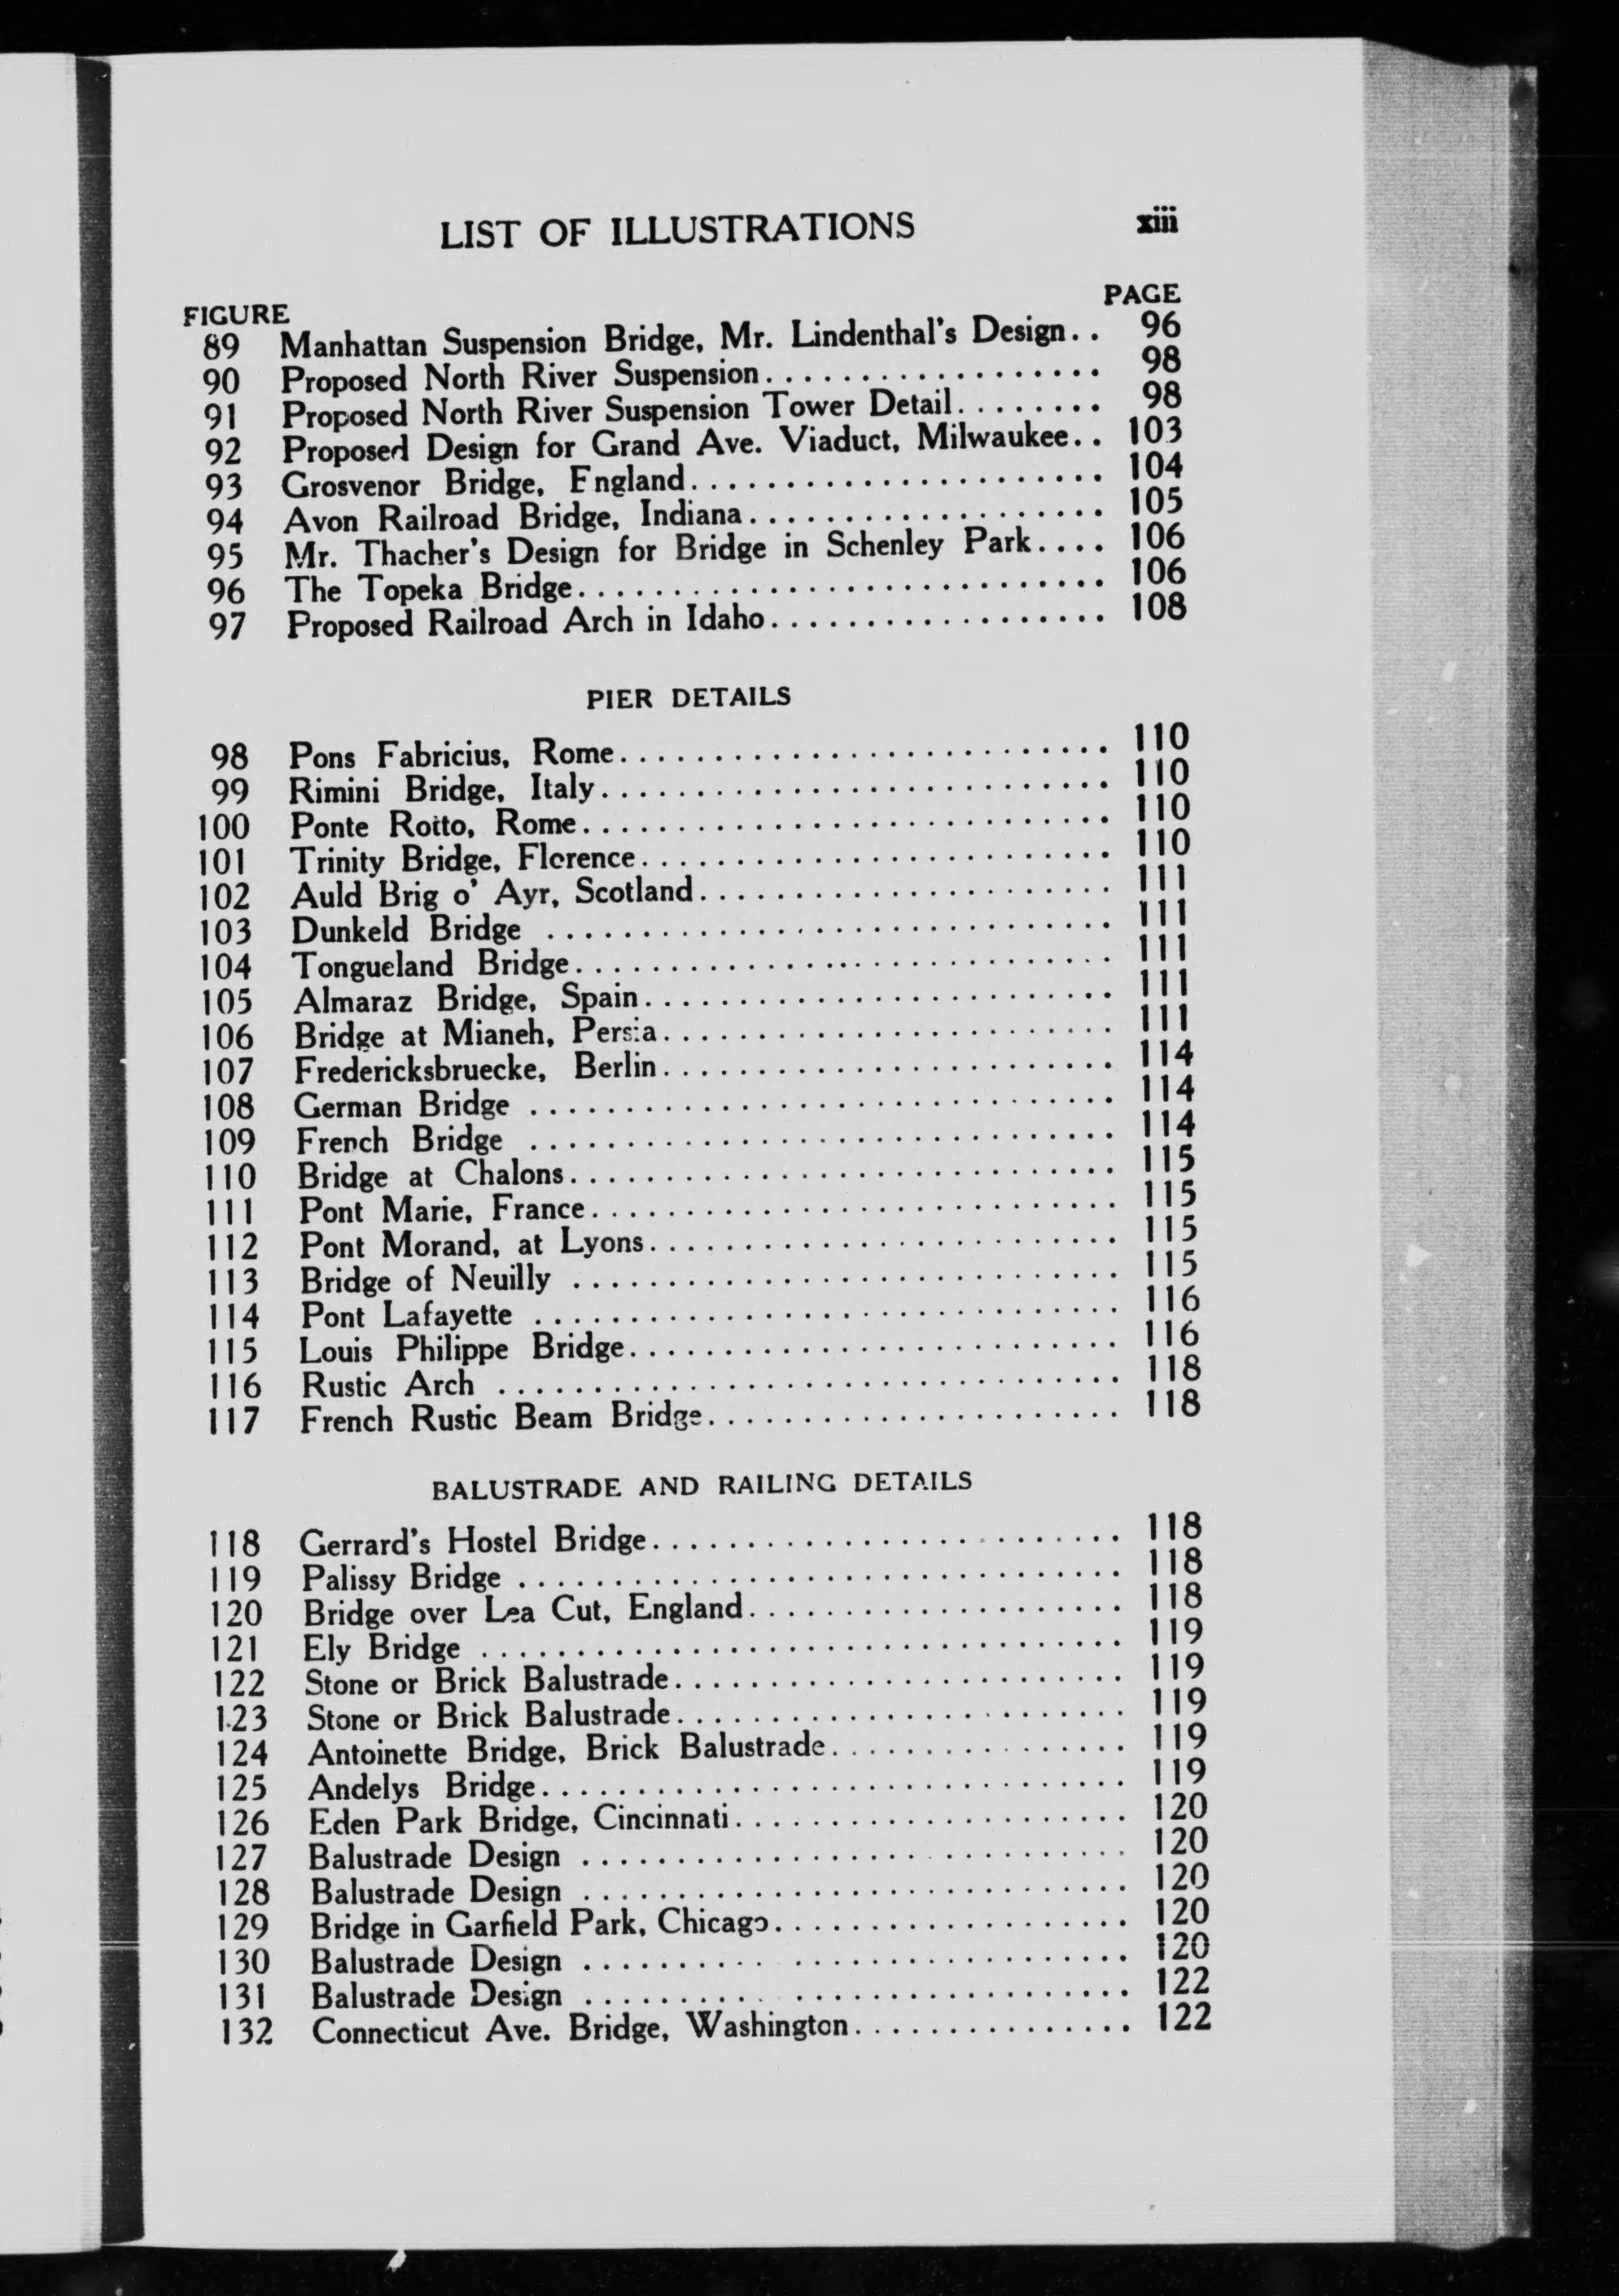 LIST OF ILLUSTRATIONS xiii
FIGURE PAGE
89 Manhattan Suspension Bridge, Mr. Lindenthal's Design.. 96
90 Proposed North River Suspension.................. 98
91 Proposed North River Suspension Tower Detail........ 98
92 Proposed Design for Grand Ave. Viaduct, Milwaukee.. 103
93 Grosvenor Bridge, England...................... 104
94 Avon Railroad Bridge, Indiana................... 105
95 Mr. Thacher's Design for Bridge in Schenley Park.... 106
96 The Topeka Bridge............................ 106
97 Proposed Railroad Arch in Idaho.................. 108
PIER DETAILS
98 Pons Fabricius, Rome.......................... 110
99 Rimini Bridge, Italy........................... 110
100 Ponte Rotto, Rome............................ 110
101 Trinity Bridge, Florence......................... 110
102 Auld Brig o' Ayr, Scotland...................... 111
103 Dunkeld Bridge .............................. 111
104 Tongueland Bridge............................ 111
105 Almaraz Bridge, Spain......................... 111
106 Bridge at Mianeh, Persia........................ 111
107 Fredericksbruecke, Berlin........................ 114
108 German Bridge ............................... 114
109 French Bridge ............................... 114
110 Bridge at Chalons............................. 115
111 Pont Marie, France............................ 115
112 Pont Morand, at Lyons......................... 115
113 Bridge of Neuilly ............................. 115
114 Pont Lafayette ............................... 116
115 Louis Philippe Bridge.......................... 116
116 Rustic Arch ................................. 118
117 French Rustic Beam Bridge...................... 118
BALUSTRADE AND RAILING DETAILS
118 Gerrard's Hostel Bridge......................... 118
119 Palissy Bridge ................................ 118
120 Bridge over Lea Cut, England.................... 118
121 Ely Bridge .................................. 119
122 Stone or Brick Balustrade........................ 119
123 Stone or Brick Balustrade........................ 119
124 Antoinette Bridge, Brick Balustrade................ 119
125 Andelys Bridge............................... 119
126 Eden Park Bridge, Cincinnati..................... 120
127 Balustrade Design ............................. 120
128 Balustrade Design ............................. 120
129 Bridge in Garfield Park, Chicago................... 120
130 Balustrade Design ............................. 120
131 Balustrade Design ............................. 122
132 Connecticut Ave. Bridge, Washington............... 122